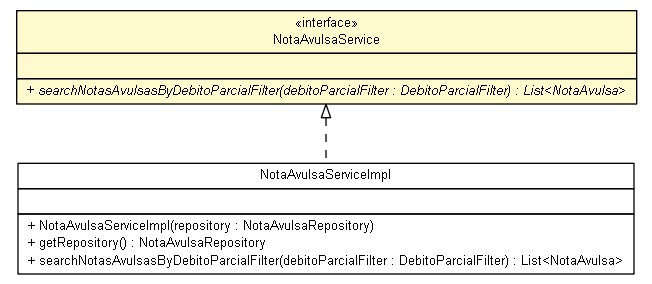 «interface»
NotaAvulsaService
+ searchNotasAvulsasByDebitoParcialFilter(debitoParcialFilter : DebitoParcialFilter) : List<NotaAvulsa>
NotaAvulsaServiceImpl
+ NotaAvulsaServiceImpl(repository : NotaAvulsaRepository)
+ getRepository() : NotaAvulsaRepository
+ searchNotasAvulsasByDebitoParcialFilter(debitoParcialFilter : DebitoParcialFilter) : List<NotaAvulsa>